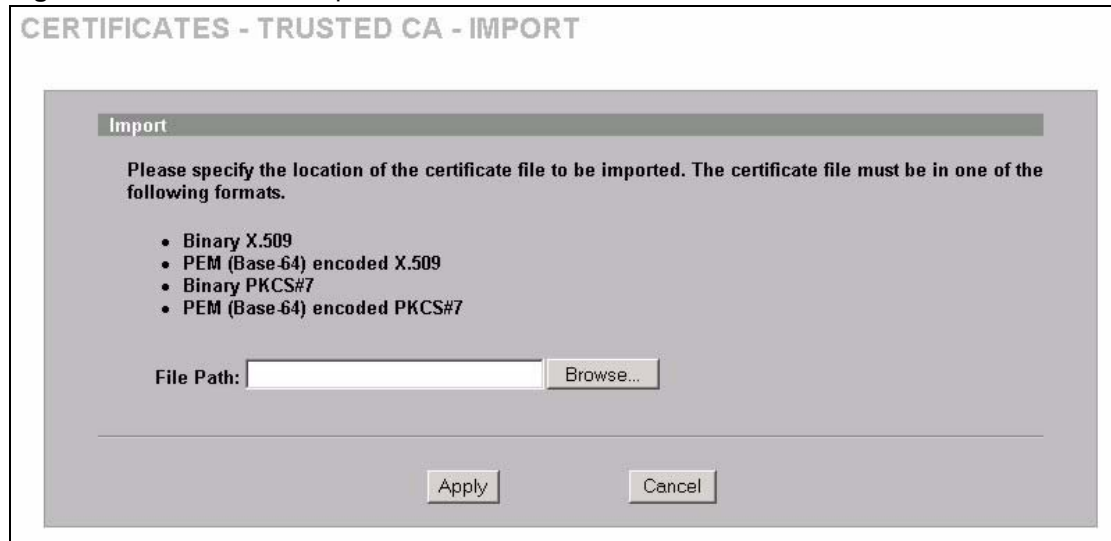 CERTIFICATES - TRUSTED CA - IMPORT
Import
Please specify the location of the certificate file to be imported. The certificate file must be in one of the
following formats.
• Binary X.509
• PEM (Base-64) encoded X.509
• Binary PKCS#7
• PEM (Base-64) encoded PKCS#7
File Path:
Browse...
Apply
Cancel